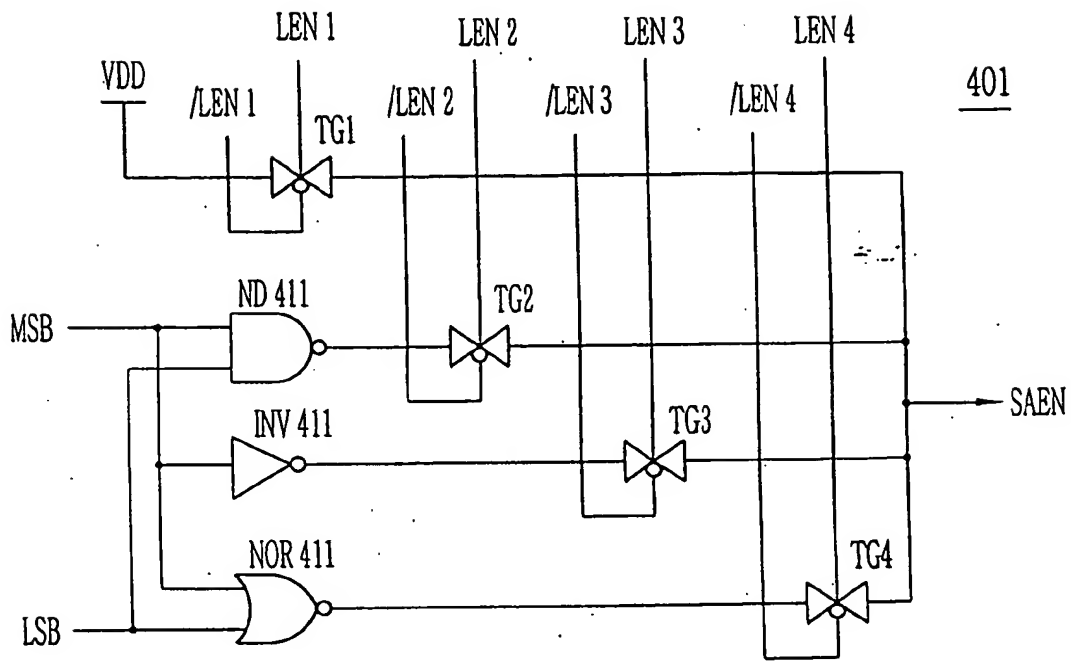 LEN 1
LEN 2
LEN 3
LEN 4
VDD
/LEN 1
/LEN 2
/LEN 3
/LEN 4
401
TG1
ND 411
TG2
MSB
SAEN
INV 411
TG3
NOR 411
TG4
LSB